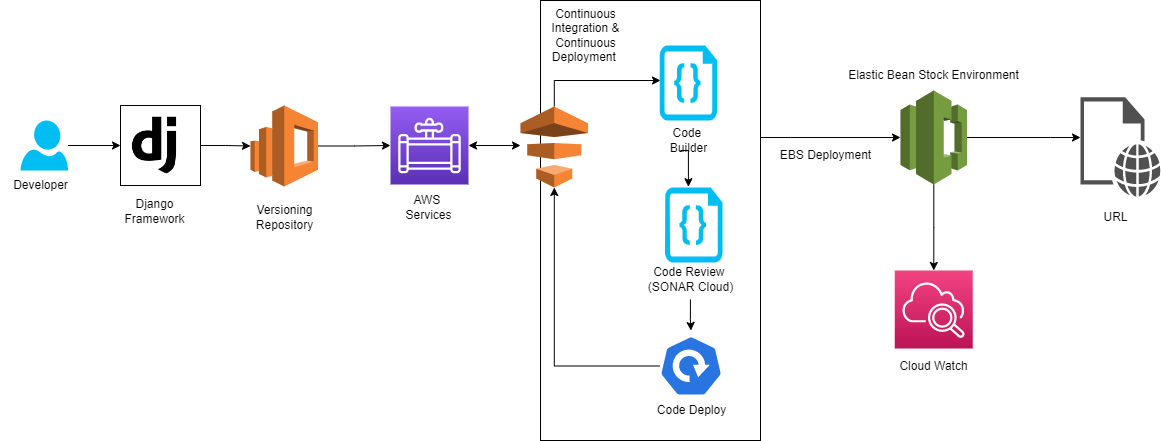 Continuous
Integration &
Continuous
Deployment
Developer
dj
Django
Framework
Versioning
Repository
AWS
Services
{}
Code
Builder
{}
Code Review
(SONAR Cloud)
Code Deploy
EBS Deployment
Elastic Bean Stock Environment
URL
Cloud Watch